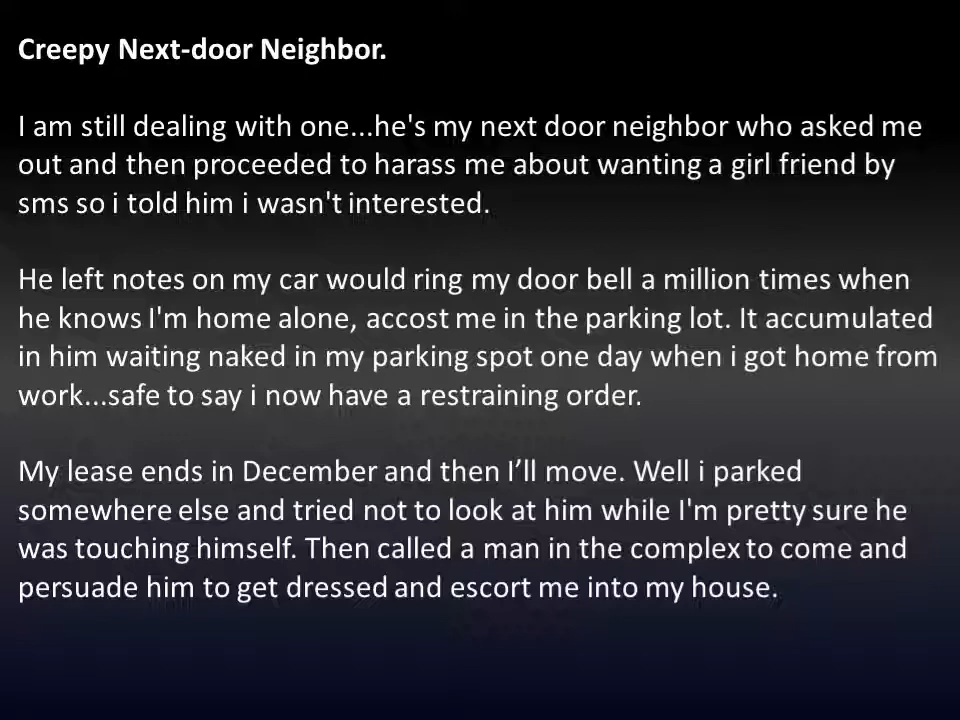 Creepy Next-door Neighbor.
I am still dealing with one...he's my next door neighbor who asked me
out and then proceeded to harass me about wanting a girl friend by
sms so i told him i wasn't interested.
He left notes on my car would ring my door bell a million times when
he knows I'm home alone, accost me in the parking lot. It accumulated
in him waiting naked in my parking spot one day when i got home from
work...safe to say i now have a restraining order.
My lease ends in December and then I’ll move. Well i parked
somewhere else and tried not to look at him while I'm pretty sure he
was touching himself. Then called a man in the complex to come and
persuade him to get dressed and escort me into my house.